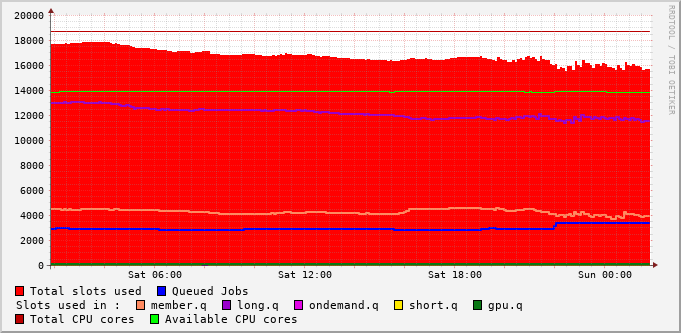 20000
18000
16000
14000
12000
10000
8000
6000
4000
2000
0
Sat 06:00 Sat 12:00 Sat 18:00 Sun 00:00
Total slots used Queued Jobs
Slots used in : member.q long.q ondemand.q short.q gpu.q
Total CPU cores Available CPU cores
RRDTOOL / TOBI OETIKER